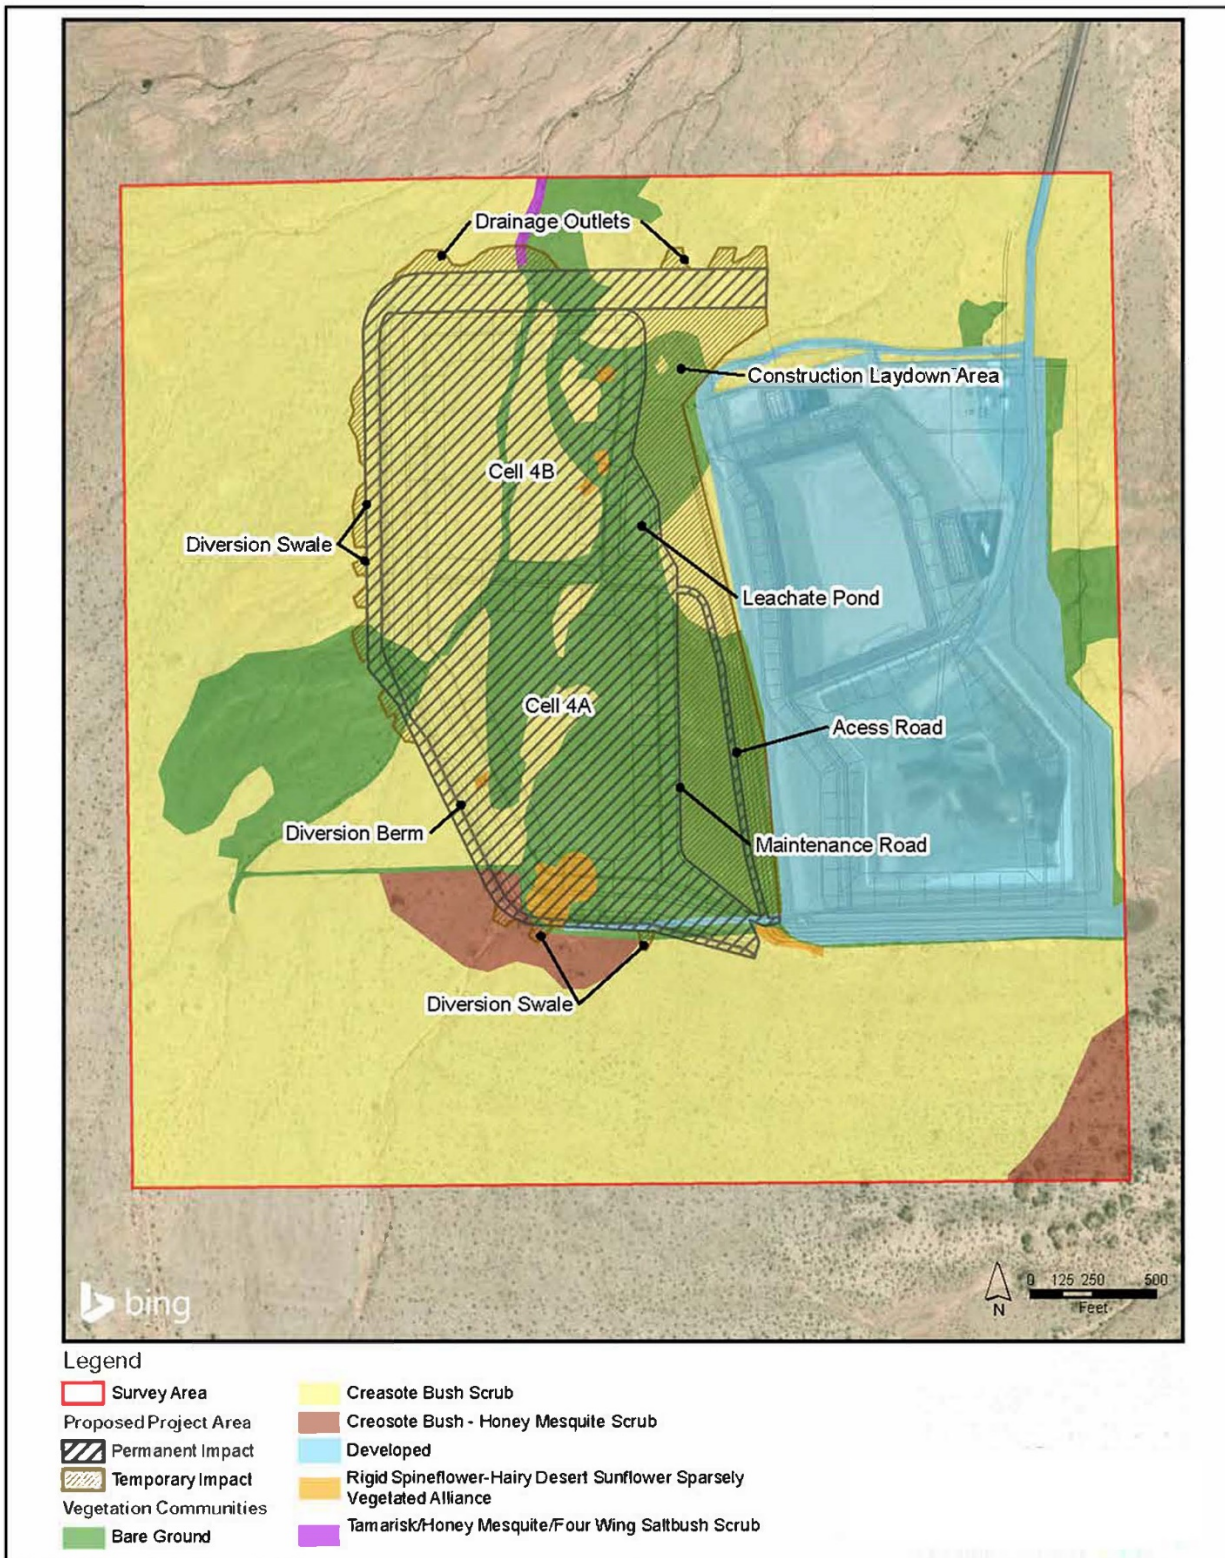 Drainage Outlets
Construction Laydown Area
Cell 4B
Diversion Swale
Leachate Pond
Cell 4A
Acess Road
Diversion Berm
Maintenance Road
Diversion Swale
bing
N
0 125 250 500
Feet
Legend
Survey Area
Proposed Project Area
Permanent Impact
Temporary Impact
Vegetation Communities
Bare Ground
Creasote Bush Scrub
Creosote Bush - Honey Mesquite Scrub
Developed
Rigid Spineflower-Hairy Desert Sunflower Sparsely
Vegetated Alliance
Tamarisk/Honey Mesquite/Four Wing Saltbush Scrub